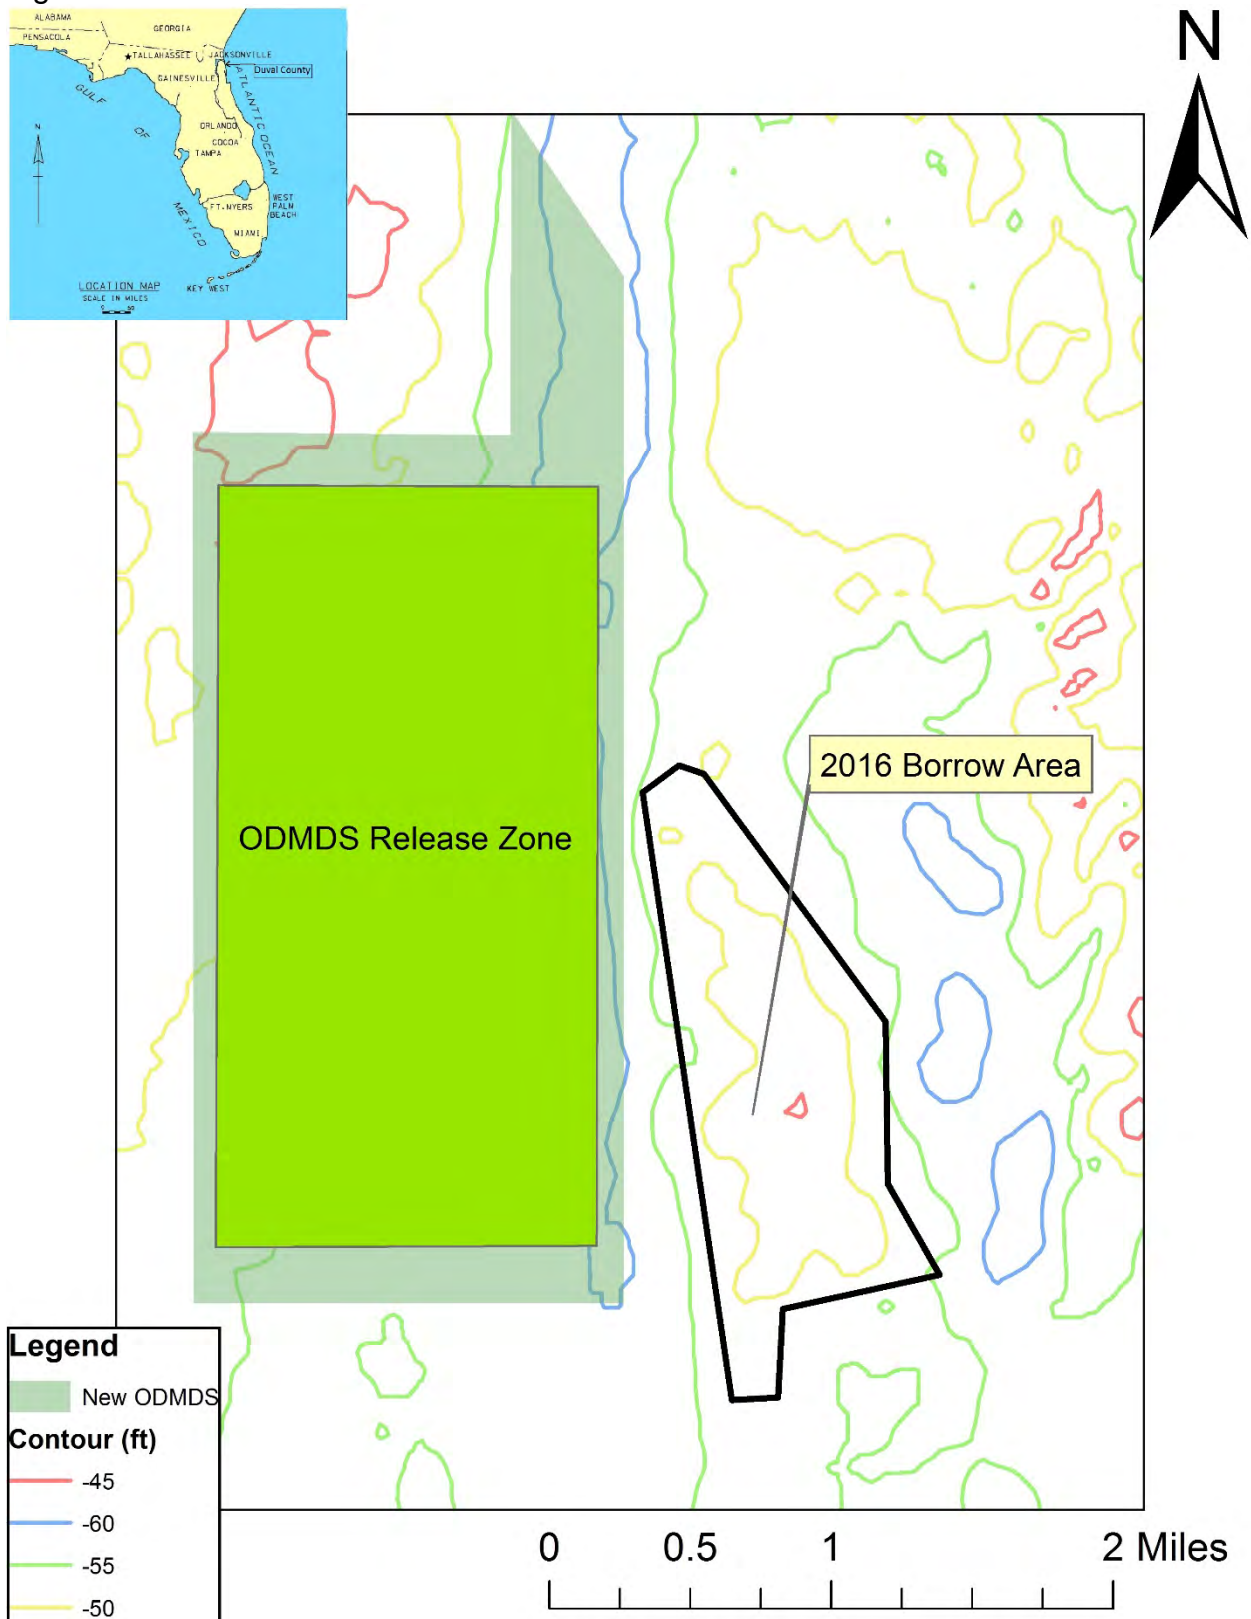 ALABAMA
GEORGIA
PENSACOLA
TALLAHASSEE
JACKSONVILLE
Duval County
GAINESVILLE
GULF
OF
MEXICO
ATLANTIC OCEAN
ORLANDO
COCOA
TAMPA
FT. MYERS
WEST
PALM
BEACH
MIAMI
N
LOCATION MAP
SCALE IN MILES
0 50
KEY WEST
N
2016 Borrow Area
ODMDS Release Zone
Legend
New ODMDS
Contour (ft)
-45
-60
-55
-50
0 0.5 1 2 Miles